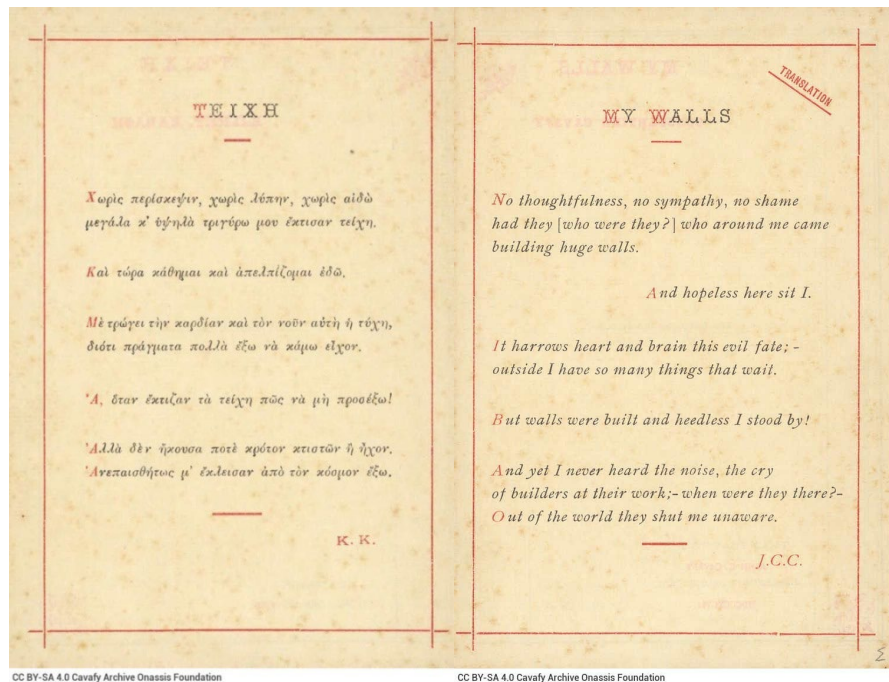 ΤΕΙΧΗ
Χωρὶς περίσκεψιν, χωρὶς λύπην, χωρὶς αἰδὼ
μεγάλα κ' ὑψηλὰ τριγύρω μου ἔκτισαν τείχη.
Καὶ τώρα κάθημαι καὶ ἀπελπίζομαι ἐδῶ.
Μὲ τρώγει τὴν καρδίαν καὶ τὸν νοῦν αὐτὴ ἡ τύχη,
διότι πράγματα πολλὰ ἔξω νὰ κάμω εἶχον.
Ἆ, ὅταν ἔκτιζαν τὰ τείχη πῶς νὰ μὴ προσέξω!
Ἀλλὰ δὲν ἤκουσα ποτὲ κρότον κτιστῶν ἢ ἦχον.
Ἀνεπαισθήτως μ' ἔκλεισαν ἀπὸ τὸν κόσμον ἔξω.
Κ. Κ.
TRANSLATION
MY WALLS
No thoughtfulness, no sympathy, no shame
had they [who were they?] who around me came
building huge walls.
And hopeless here sit I.
It harrows heart and brain this evil fate; -
outside I have so many things that wait.
But walls were built and heedless I stood by!
And yet I never heard the noise, the cry
of builders at their work;-when were they there?-
Out of the world they shut me unaware.
J.C.C.
CC BY-SA 4.0 Cavafy Archive Onassis Foundation
CC BY-SA 4.0 Cavafy Archive Onassis Foundation